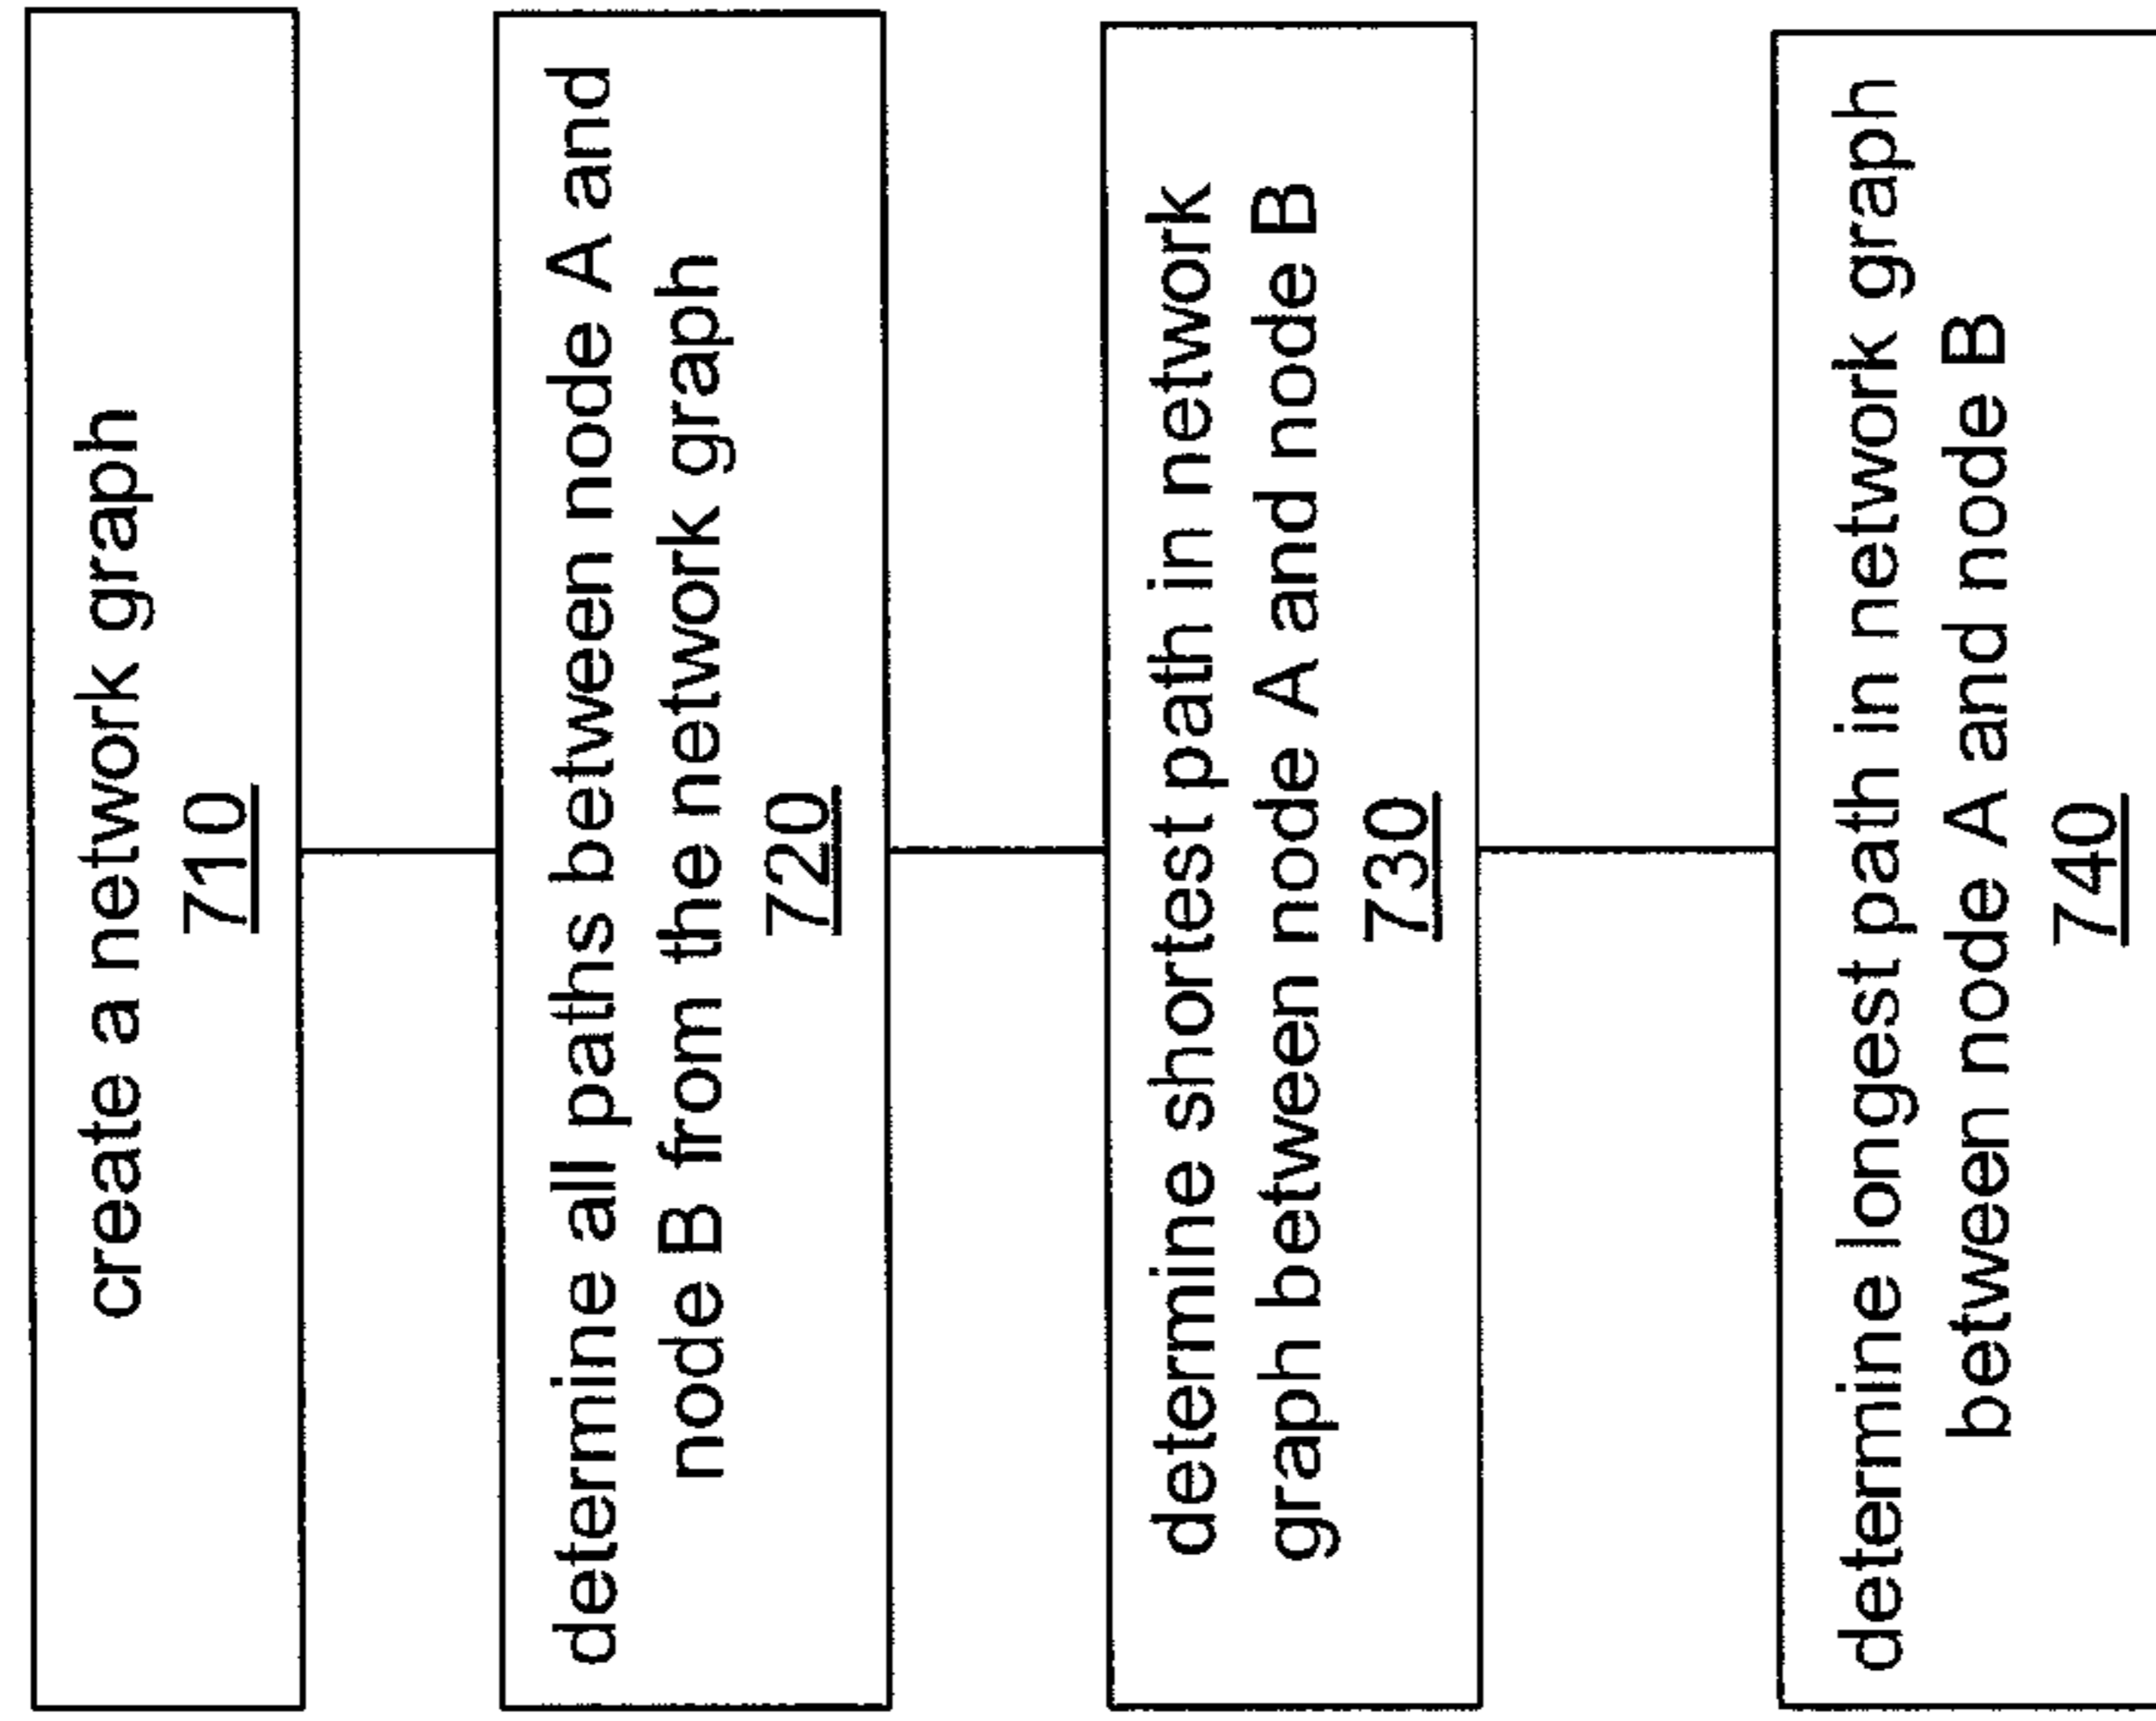 create a network graph
710
determine all paths between node A and
node B from the network graph
720
determine shortest path in network
graph between node A and node B
730
determine longest path in network graph
between node A and node B
740